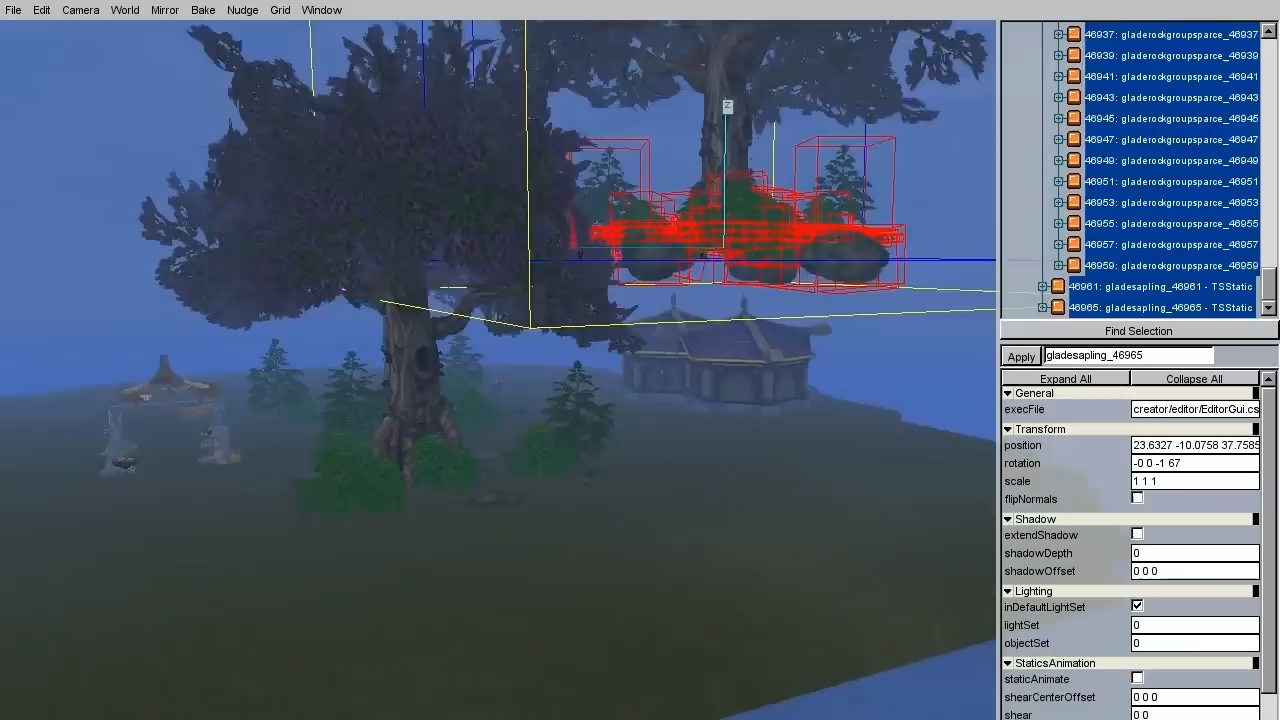 File Edit Camera World Mirror Bake Nudge Grid Window
Z
Y
46937: gladerockgroupsparce_46937
46939: gladerockgroupsparce_46939
46941: gladerockgroupsparce_46941
46943: gladerockgroupsparce_46943
46945: gladerockgroupsparce_46945
46947: gladerockgroupsparce_46947
46949: gladerockgroupsparce_46949
46951: gladerockgroupsparce_46951
46953: gladerockgroupsparce_46953
46955: gladerockgroupsparce_46955
46957: gladerockgroupsparce_46957
46959: gladerockgroupsparce_46959
46961: gladesapling_46961 - TSStatic
46965: gladesapling_46965 - TSStatic
Find Selection
Apply gladesapling_46965
Expand All Collapse All
General
execFile creator/editor/EditorGui.cs
Transform
position 23.6327 -10.0758 37.7585
rotation -0 0 -1 67
scale 1 1 1
flipNormals
Shadow
extendShadow
shadowDepth 0
shadowOffset 0 0 0
Lighting
inDefaultLightSet
lightSet 0
objectSet 0
StaticsAnimation
staticAnimate
shearCenterOffset 0 0 0
shear 0 0